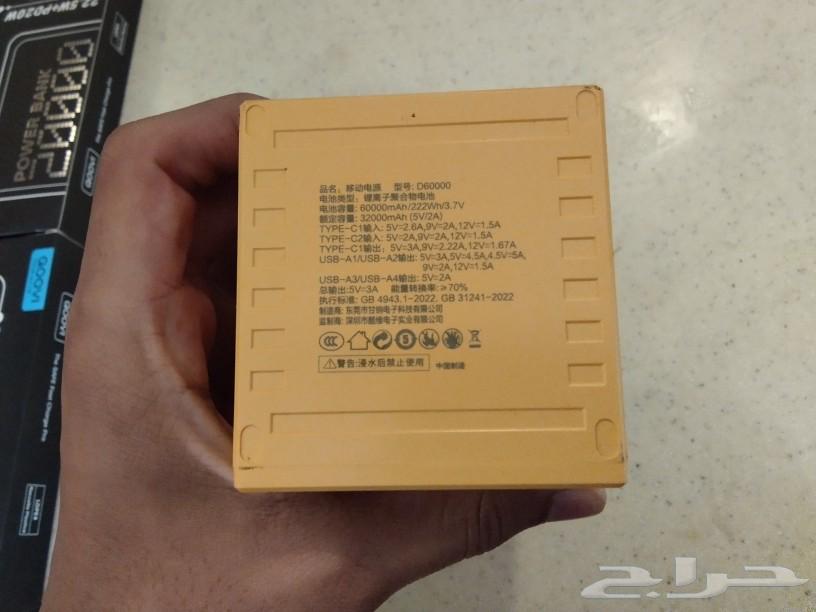 22.5W+PD20W
POWER BANK
20000
GOOVI
GOOVI
GOOVI
品名：移动电源 型号：D60000
电池类型：锂离子聚合物电池
电池容量：60000mAh/222Wh/3.7V
额定容量：32000mAh (5V/2A)
TYPE-C1输入：5V=2.6A,9V=2A,12V=1.5A
TYPE-C2输入：5V=2A,9V=2A,12V=1.5A
TYPE-C1输出：5V=3A,9V=2.22A,12V=1.67A
USB-A1/USB-A2输出：5V=3A,5V=4.5A,4.5V=5A,
9V=2A,12V=1.5A
USB-A3/USB-A4输出：5V=2A
总输出:5V=3A 能量转换率:≥70%
执行标准: GB 4943.1-2022, GB 31241-2022
5
警告:浸水后禁止使用
中国制造
حراج